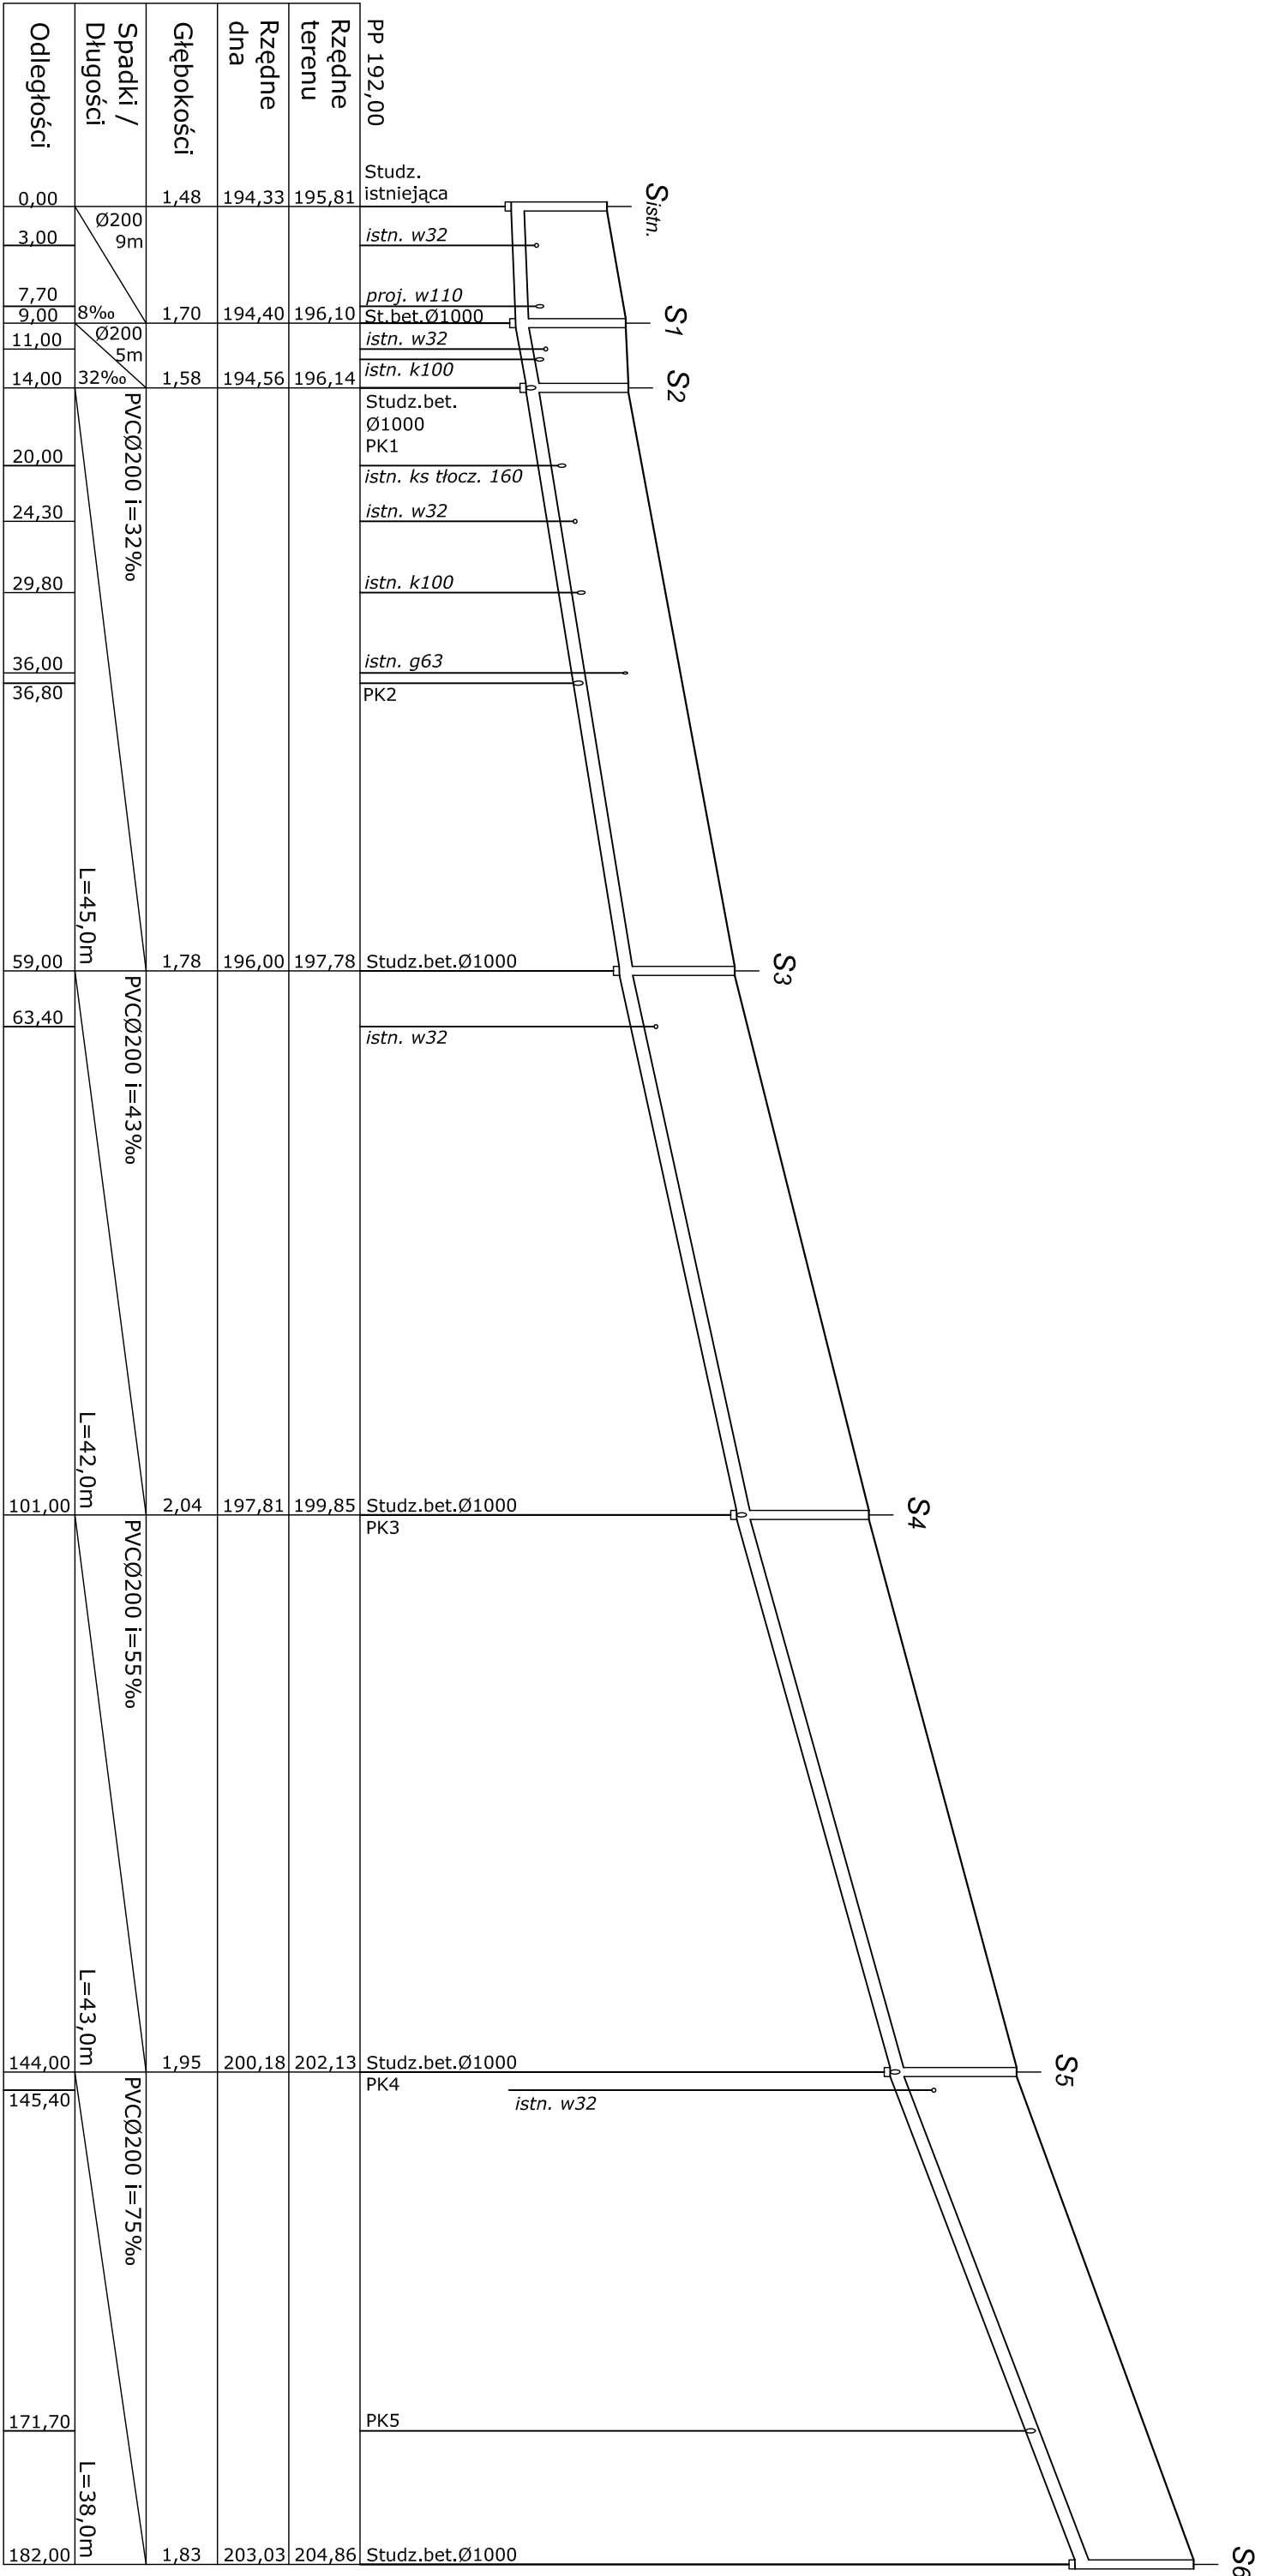 PP 192,00
Rzędne
terenu
Rzędne
dna
Głębokości
Spadki /
Długości
Odległości
Sistn.
Studz.
istniejąca
195,81
194,33
1,48
0,00
Ø200
9m
8‰
istn. w32
3,00
proj. w110
7,70
S1
St.bet.Ø1000
196,10
194,40
1,70
9,00
Ø200
5m
32‰
istn. w32
11,00
istn. k100
S2
196,14
194,56
1,58
14,00
Studz.bet.
Ø1000
PK1
PVCØ200 i=32‰
L=45,0m
istn. ks tłocz. 160
20,00
istn. w32
24,30
istn. k100
29,80
istn. g63
36,00
PK2
36,80
S3
Studz.bet.Ø1000
197,78
196,00
1,78
59,00
PVCØ200 i=43‰
L=42,0m
istn. w32
63,40
S4
Studz.bet.Ø1000
PK3
199,85
197,81
2,04
101,00
PVCØ200 i=55‰
L=43,0m
S5
Studz.bet.Ø1000
PK4
202,13
200,18
1,95
144,00
PVCØ200 i=75‰
L=38,0m
istn. w32
145,40
PK5
171,70
S6
Studz.bet.Ø1000
204,86
203,03
1,83
182,00